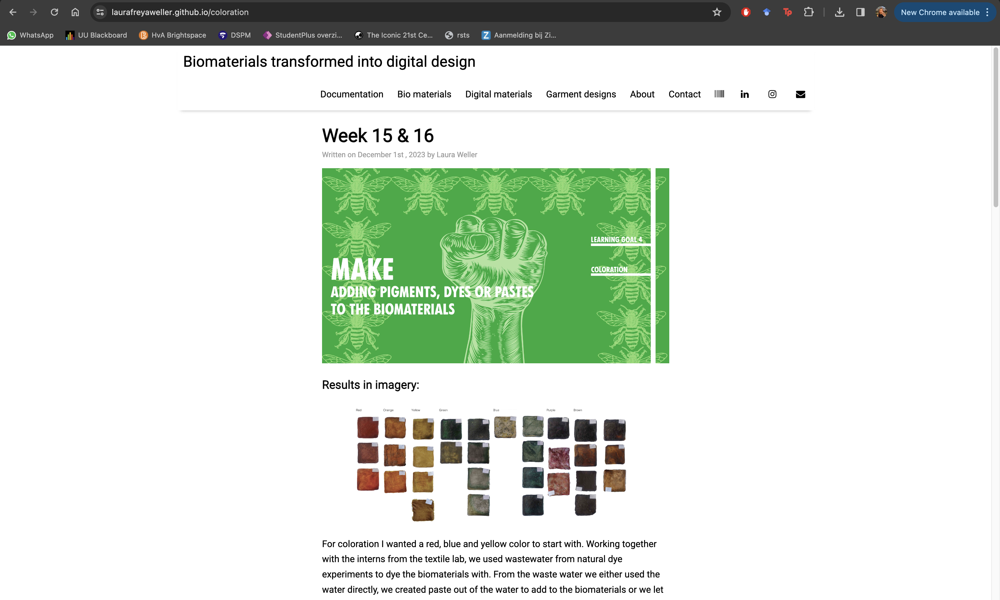 laurafreyaweller.github.io/coloration
New Chrome available
WhatsApp
UU Blackboard
HvA Brightspace
DSPM
StudentPlus overzi...
The Iconic 21st Ce...
rsts
Aanmelding bij Zi...
Biomaterials transformed into digital design
Documentation
Bio materials
Digital materials
Garment designs
About
Contact
Week 15 & 16
Written on December 1st , 2023 by Laura Weller
LEARNING GOAL 4
COLORATION
MAKE
ADDING PIGMENTS, DYES OR PASTES
TO THE BIOMATERIALS
Results in imagery:
Red
Orange
Yellow
Green
Blue
Purple
Brown
For coloration I wanted a red, blue and yellow color to start with. Working together
with the interns from the textile lab, we used wastewater from natural dye
experiments to dye the biomaterials with. From the waste water we either used the
water directly, we created paste out of the water to add to the biomaterials or we let